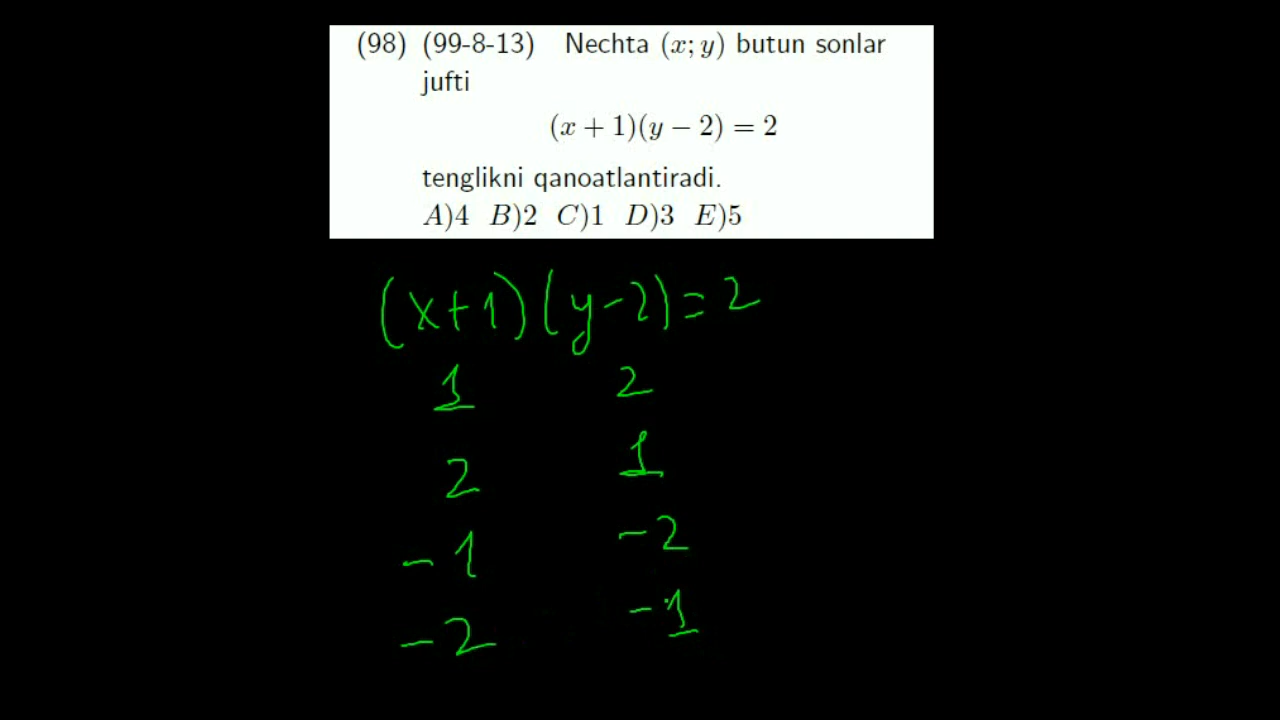 (98) (99-8-13) Nechta (x; y) butun sonlar
jufti
(x + 1)(y − 2) = 2
tenglikni qanoatlantiradi.
A)4 B)2 C)1 D)3 E)5
(x+1)(y-2)=2
1 2
2 1
-1 -2
-2 -1